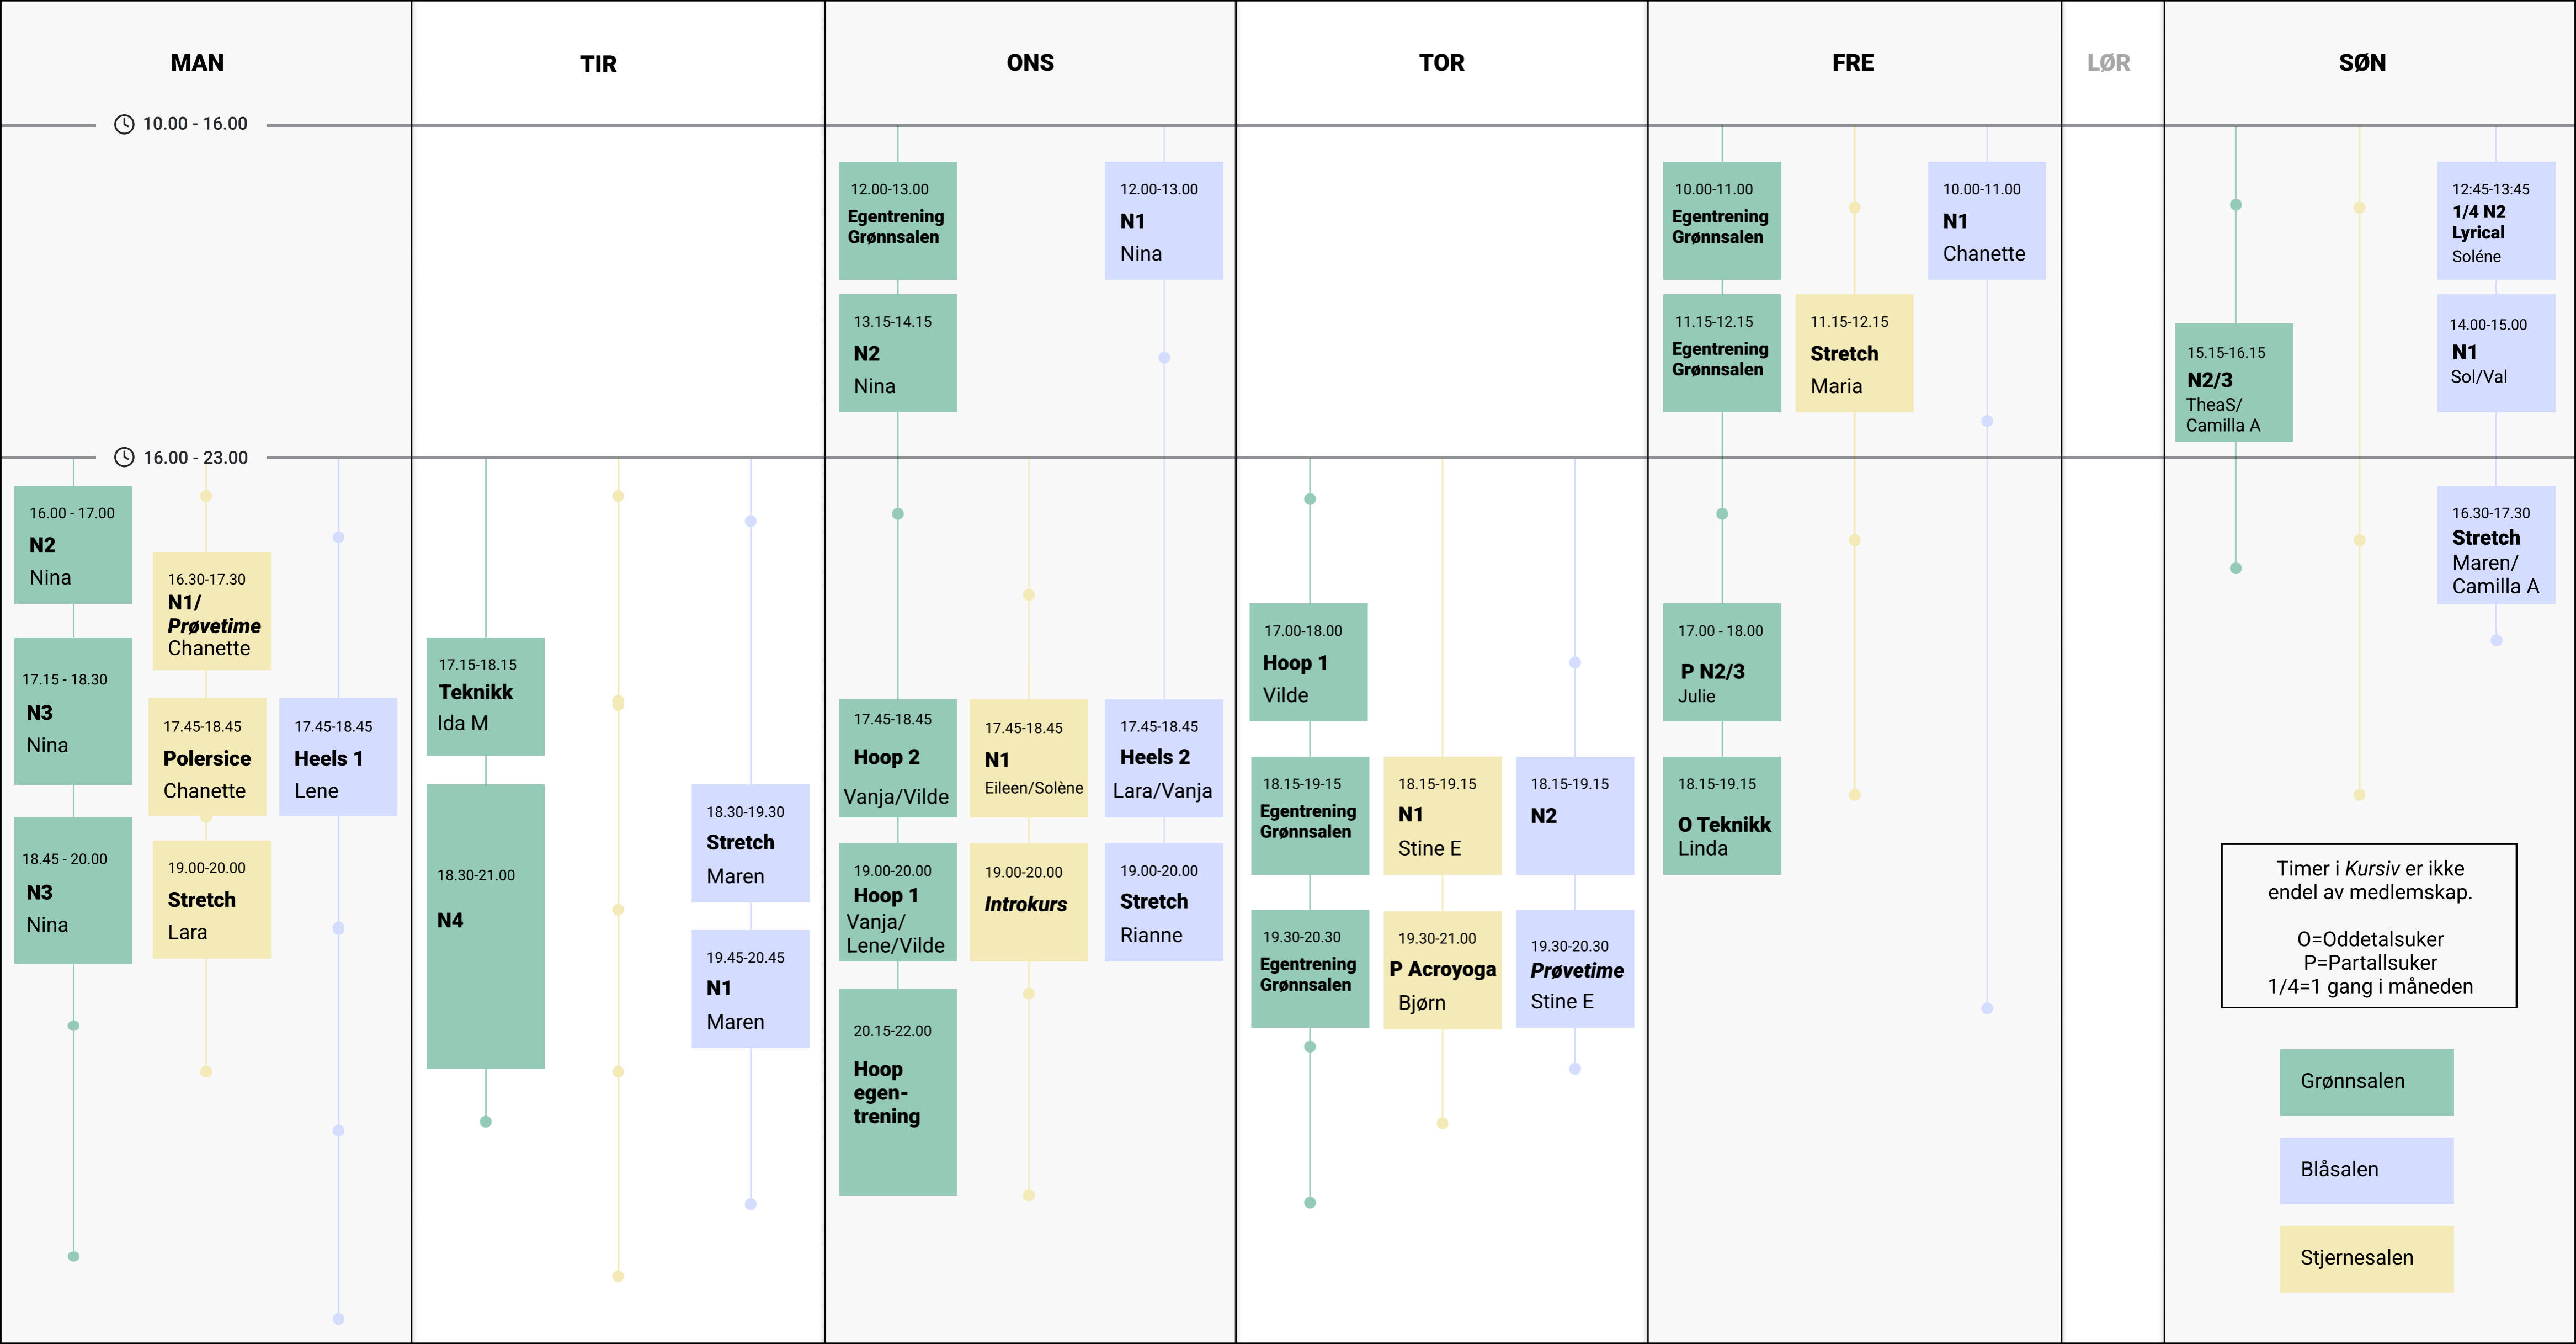 MAN
TIR
ONS
TOR
FRE
LØR
SØN
10.00 - 16.00
16.00 - 23.00
16.00 - 17.00
N2
Nina
17.15 - 18.30
N3
Nina
18.45 - 20.00
N3
Nina
16.30-17.30
N1/
Prøvetime
Chanette
17.45-18.45
Polersice
Chanette
19.00-20.00
Stretch
Lara
17.45-18.45
Heels 1
Lene
17.15-18.15
Teknikk
Ida M
18.30-21.00
N4
18.30-19.30
Stretch
Maren
19.45-20.45
N1
Maren
12.00-13.00
Egentrening
Grønnsalen
13.15-14.15
N2
Nina
12.00-13.00
N1
Nina
17.45-18.45
Hoop 2
Vanja/Vilde
19.00-20.00
Hoop 1
Vanja/
Lene/Vilde
20.15-22.00
Hoop
egen-
trening
17.45-18.45
N1
Eileen/Solène
19.00-20.00
Introkurs
17.45-18.45
Heels 2
Lara/Vanja
19.00-20.00
Stretch
Rianne
17.00-18.00
Hoop 1
Vilde
18.15-19-15
Egentrening
Grønnsalen
19.30-20.30
Egentrening
Grønnsalen
18.15-19.15
N1
Stine E
19.30-21.00
P Acroyoga
Bjørn
18.15-19.15
N2
19.30-20.30
Prøvetime
Stine E
10.00-11.00
Egentrening
Grønnsalen
11.15-12.15
Egentrening
Grønnsalen
11.15-12.15
Stretch
Maria
10.00-11.00
N1
Chanette
17.00 - 18.00
P N2/3
Julie
18.15-19.15
O Teknikk
Linda
15.15-16.15
N2/3
TheaS/
Camilla A
12:45-13:45
1/4 N2
Lyrical
Soléne
14.00-15.00
N1
Sol/Val
16.30-17.30
Stretch
Maren/
Camilla A
Timer i Kursiv er ikke
endel av medlemskap.
O=Oddetalsuker
P=Partallsuker
1/4=1 gang i måneden
Grønnsalen
Blåsalen
Stjernesalen